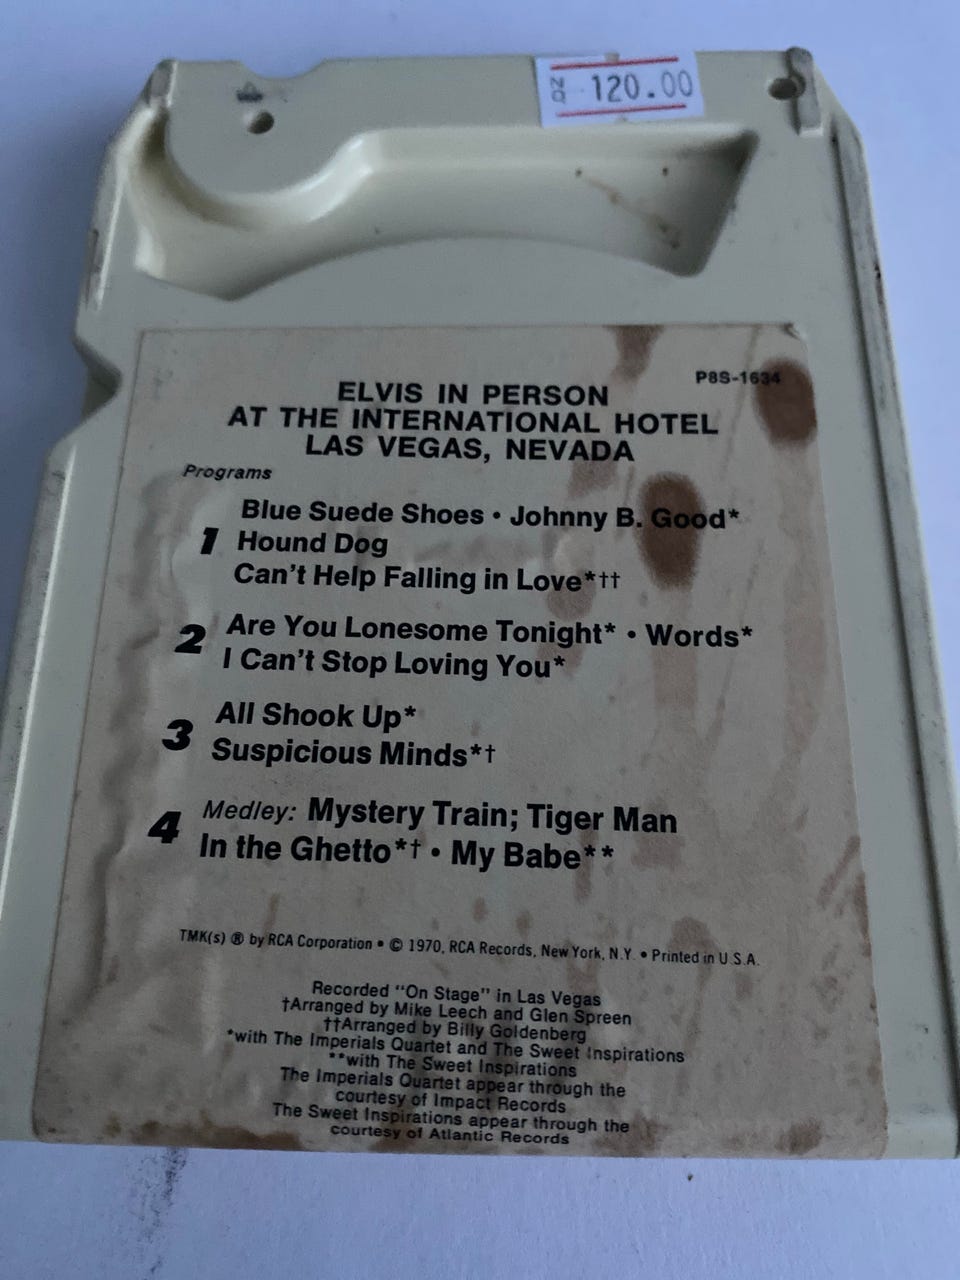 NO 120.00
P8S-1634
ELVIS IN PERSON
AT THE INTERNATIONAL HOTEL
LAS VEGAS, NEVADA
Programs
1 Blue Suede Shoes • Johnny B. Good*
Hound Dog
Can't Help Falling in Love*††
2 Are You Lonesome Tonight* • Words*
I Can't Stop Loving You*
3 All Shook Up*
Suspicious Minds*†
4 Medley: Mystery Train; Tiger Man
In the Ghetto*† • My Babe**
TMK(s) ® by RCA Corporation • © 1970, RCA Records, New York, N.Y. • Printed in U.S.A.
Recorded "On Stage" in Las Vegas
†Arranged by Mike Leech and Glen Spreen
††Arranged by Billy Goldenberg
*with The Imperials Quartet and The Sweet Inspirations
**with The Sweet Inspirations
The Imperials Quartet appear through the
courtesy of Impact Records
The Sweet Inspirations appear through the
courtesy of Atlantic Records